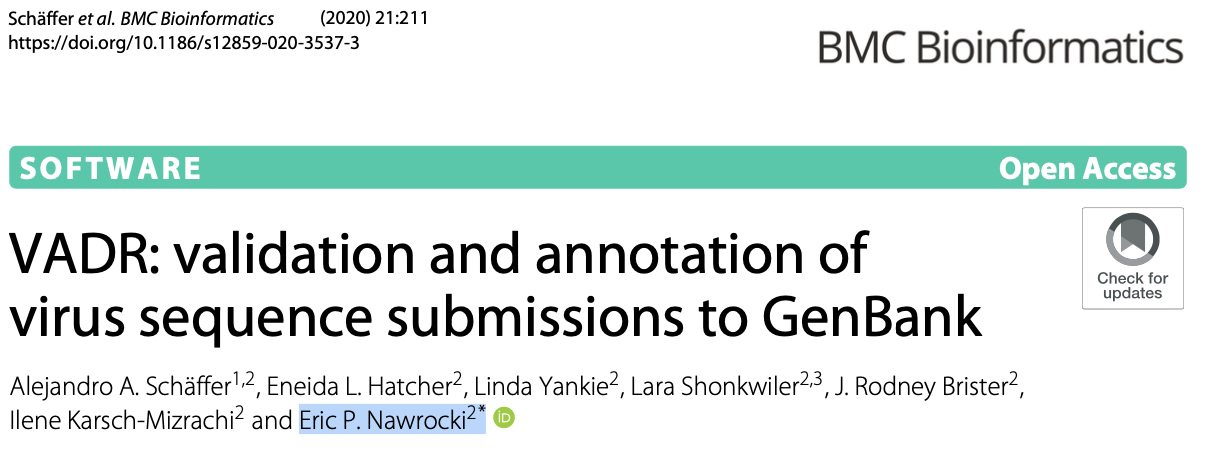 Schäffer et al. BMC Bioinformatics (2020) 21:211
https://doi.org/10.1186/s12859-020-3537-3
BMC Bioinformatics
SOFTWARE Open Access
VADR: validation and annotation of
virus sequence submissions to GenBank
Check for
updates
Alejandro A. Schäffer1,2, Eneida L. Hatcher2, Linda Yankie2, Lara Shonkwiler2,3, J. Rodney Brister2,
Ilene Karsch-Mizrachi2 and Eric P. Nawrocki2* iD